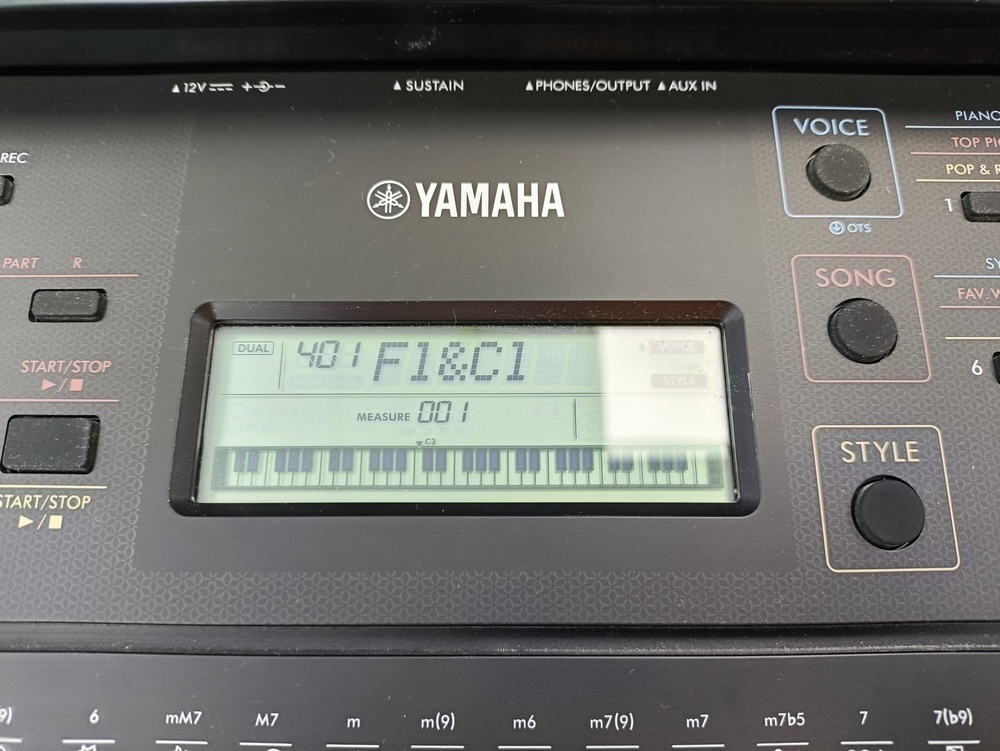 12V
SUSTAIN
PHONES/OUTPUT
AUX IN
REC
YAMAHA
VOICE
OTS
PIANO
TOP PI
POP & R
1
PART R
SONG
FAV. W
6
START/STOP
DUAL
401 F1&C1
VOICE
STYLE
MEASURE 001
C3
STYLE
START/STOP
9) 6 mM7 M7 m m(9) m6 m7(9) m7 m7b5 7 7(b9)